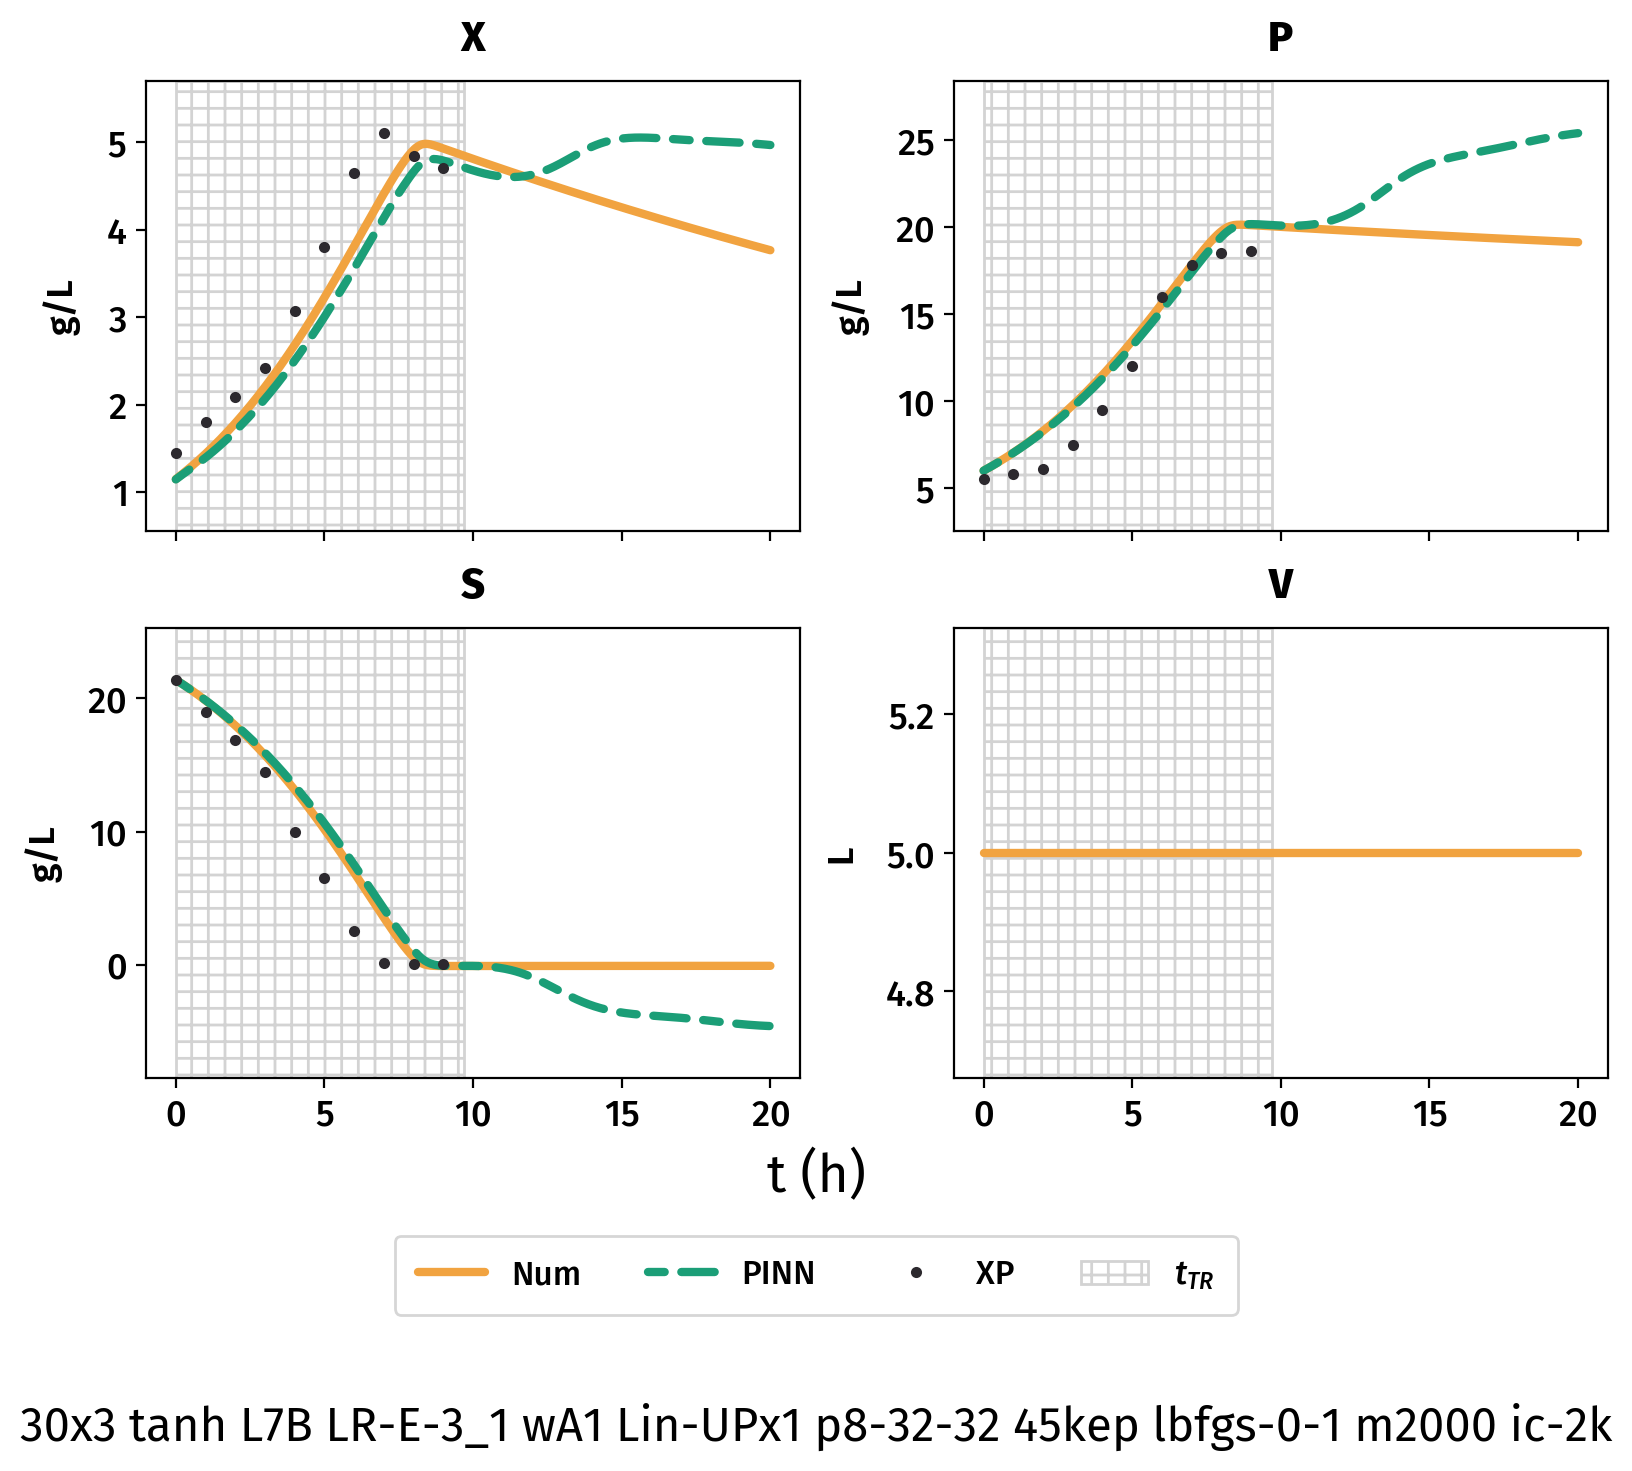 X
P
5
4
3
2
1
g/L
25
20
15
10
5
g/L
S
V
20
10
0
g/L
5.2
5.0
4.8
L
0 5 10 15 20
0 5 10 15 20
t (h)
Num PINN XP tTR
30x3 tanh L7B LR-E-3_1 wA1 Lin-UPx1 p8-32-32 45kep lbfgs-0-1 m2000 ic-2k